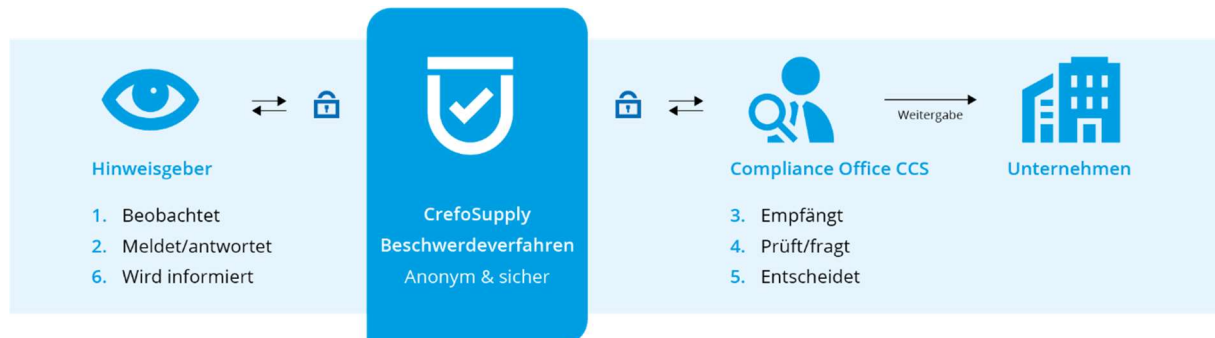 Hinweisgeber
1. Beobachtet
2. Meldet/antwortet
6. Wird informiert
CrefoSupply
Beschwerdeverfahren
Anonym & sicher
Compliance Office CCS
3. Empfängt
4. Prüft/fragt
5. Entscheidet
Weitergabe
Unternehmen